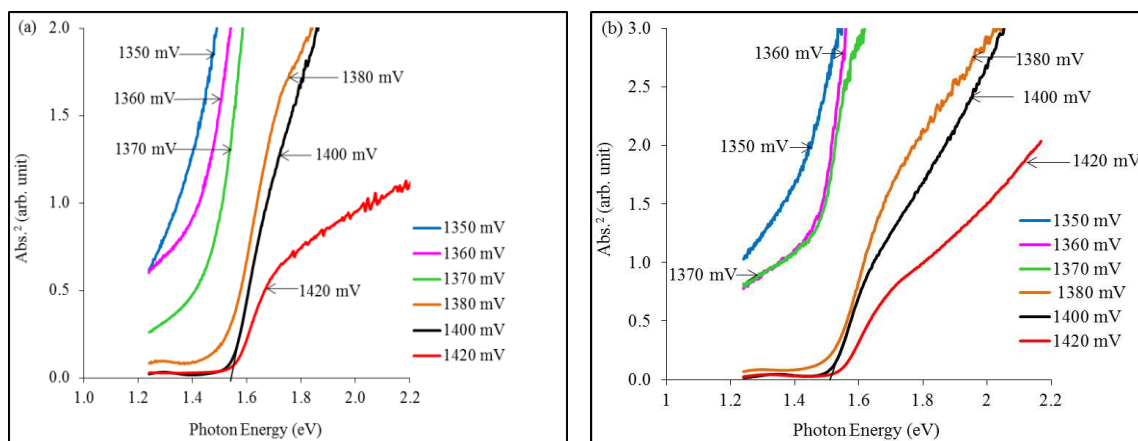 (a)
2.0
1.5
1.0
0.5
0.0
Abs.² (arb. unit)
1350 mV
1360 mV
1370 mV
1380 mV
1400 mV
1420 mV
1350 mV
1360 mV
1370 mV
1380 mV
1400 mV
1420 mV
1.0 1.2 1.4 1.6 1.8 2.0 2.2
Photon Energy (eV)
(b)
3.0
2.5
2.0
1.5
1.0
0.5
0.0
Abs.² (arb. unit)
1360 mV
1380 mV
1400 mV
1350 mV
1420 mV
1370 mV
1350 mV
1360 mV
1370 mV
1380 mV
1400 mV
1420 mV
1 1.2 1.4 1.6 1.8 2 2.2
Photon Energy (eV)